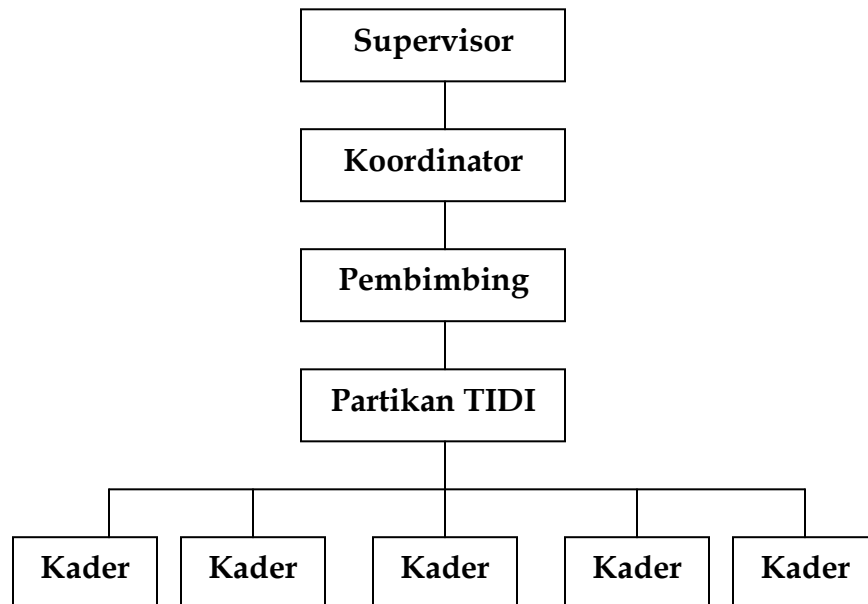 Supervisor
Koordinator
Pembimbing
Partikan TIDI
Kader Kader Kader Kader Kader